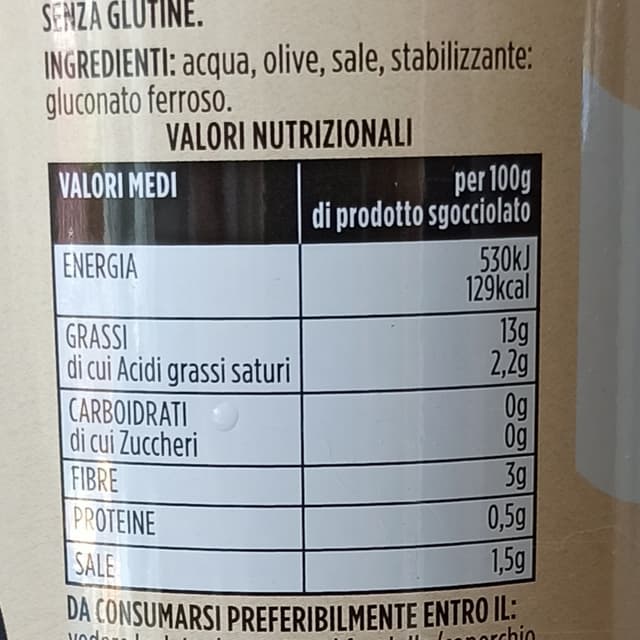 SENZA GLUTINE.
INGREDIENTI: acqua, olive, sale, stabilizzante:
gluconato ferroso.
VALORI NUTRIZIONALI
VALORI MEDI per 100g
di prodotto sgocciolato
ENERGIA 530kJ
129kcal
GRASSI 13g
di cui Acidi grassi saturi 2,2g
CARBOIDRATI 0g
di cui Zuccheri 0g
FIBRE 3g
PROTEINE 0,5g
SALE 1,5g
DA CONSUMARSI PREFERIBILMENTE ENTRO IL: